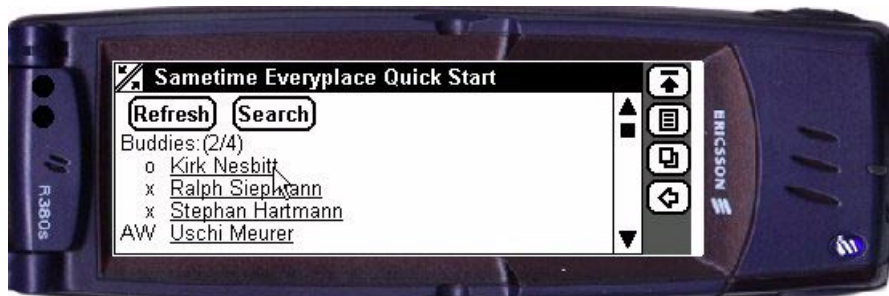 Sametime Everyplace Quick Start
Refresh Search
Buddies:(2/4)
o Kirk Nesbitt
x Ralph Siepmann
x Stephan Hartmann
AW Uschi Meurer
ERICSSON
R380s